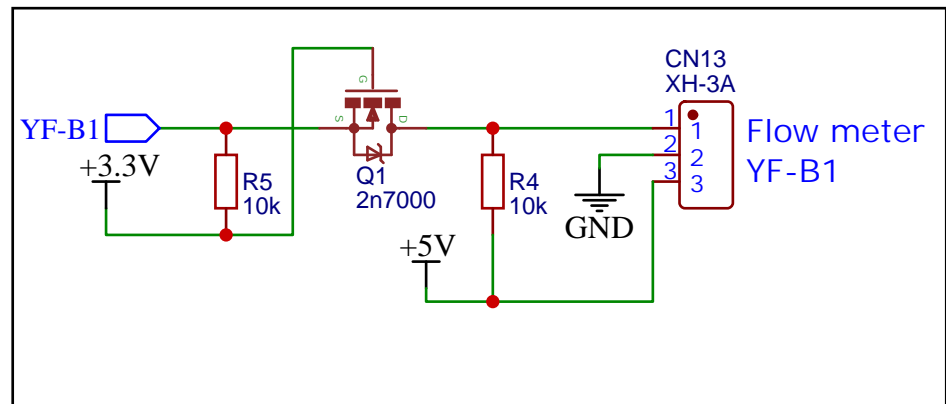 CN13
XH-3A
G
S
D
YF-B1
+3.3V
R5
10k
Q1
2n7000
R4
10k
1
2
3
1
2
3
Flow meter
YF-B1
GND
+5V